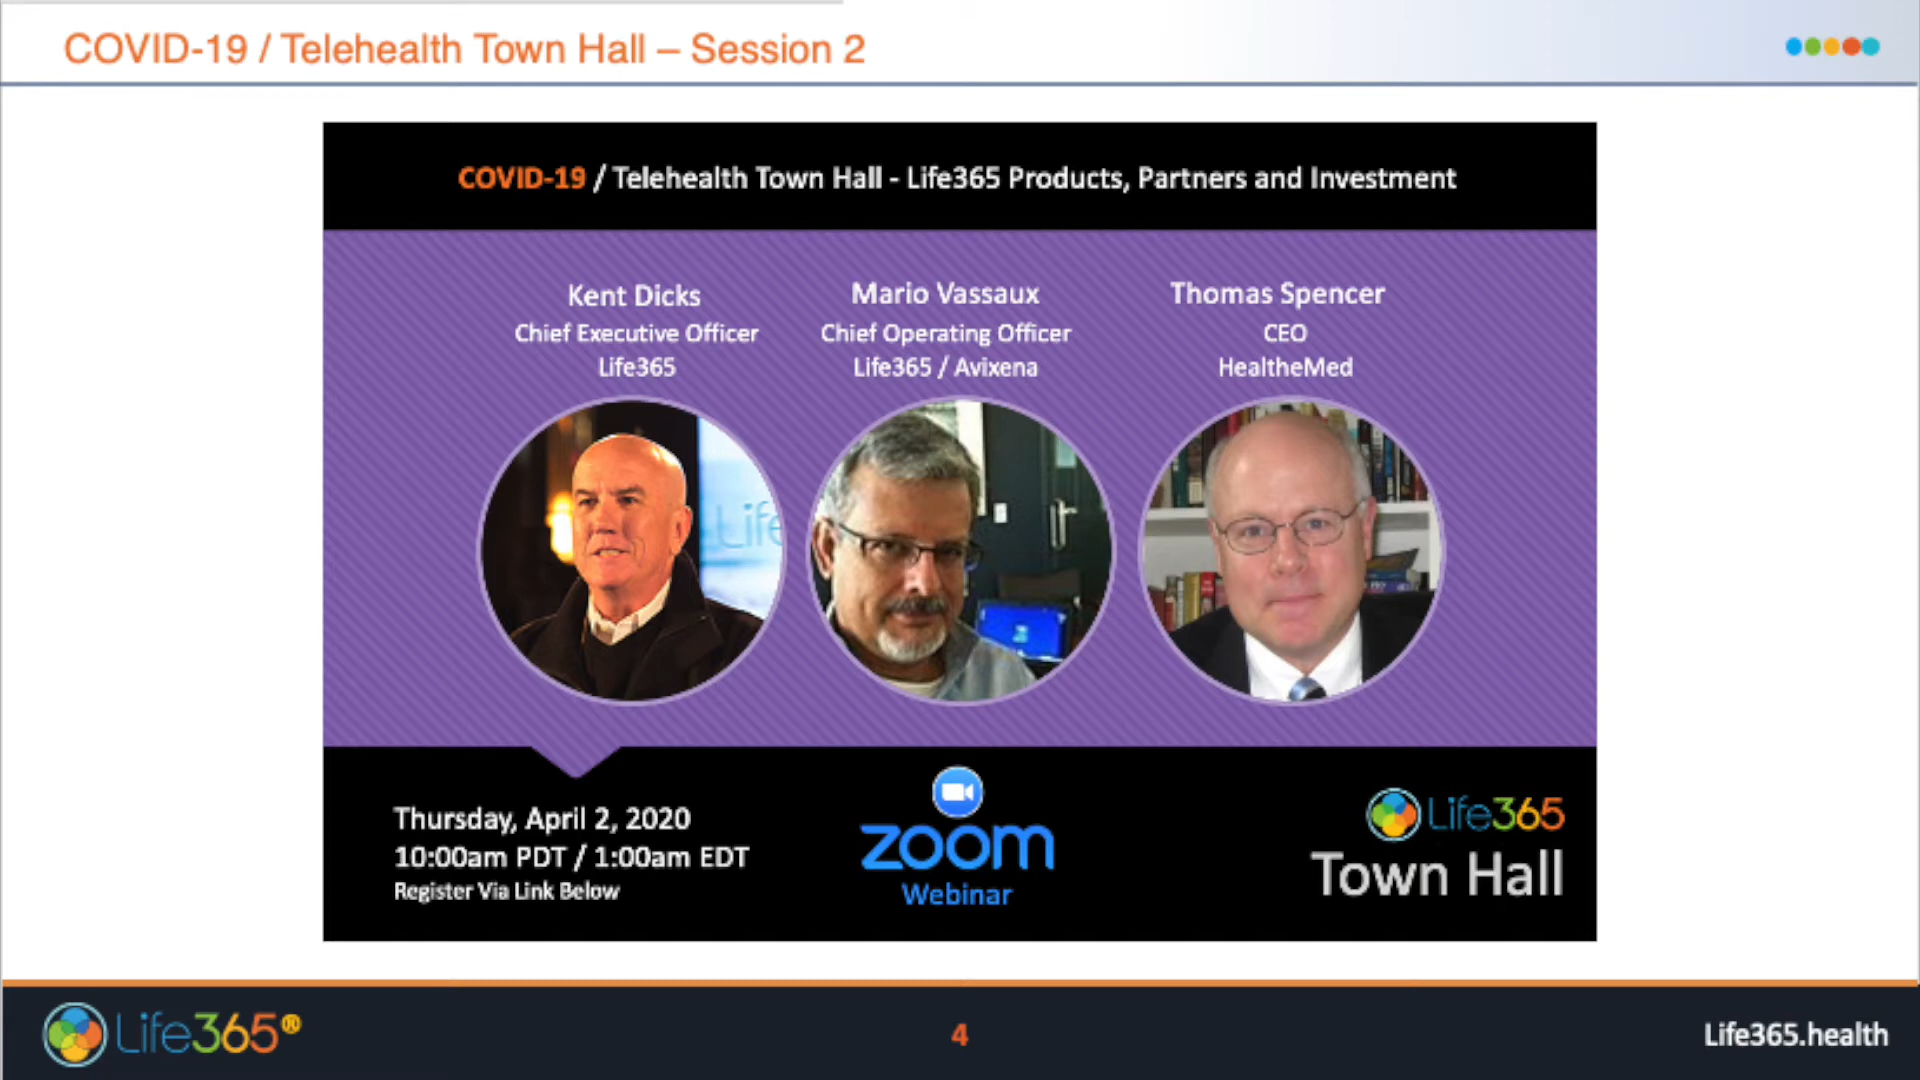 COVID-19 / Telehealth Town Hall – Session 2
COVID-19 / Telehealth Town Hall - Life365 Products, Partners and Investment
Kent Dicks
Chief Executive Officer
Life365
Mario Vassaux
Chief Operating Officer
Life365 / Avixena
Thomas Spencer
CEO
HealtheMed
Life
Thursday, April 2, 2020
10:00am PDT / 1:00am EDT
Register Via Link Below
zoom
Webinar
Life365
Town Hall
Life365®
4
Life365.health